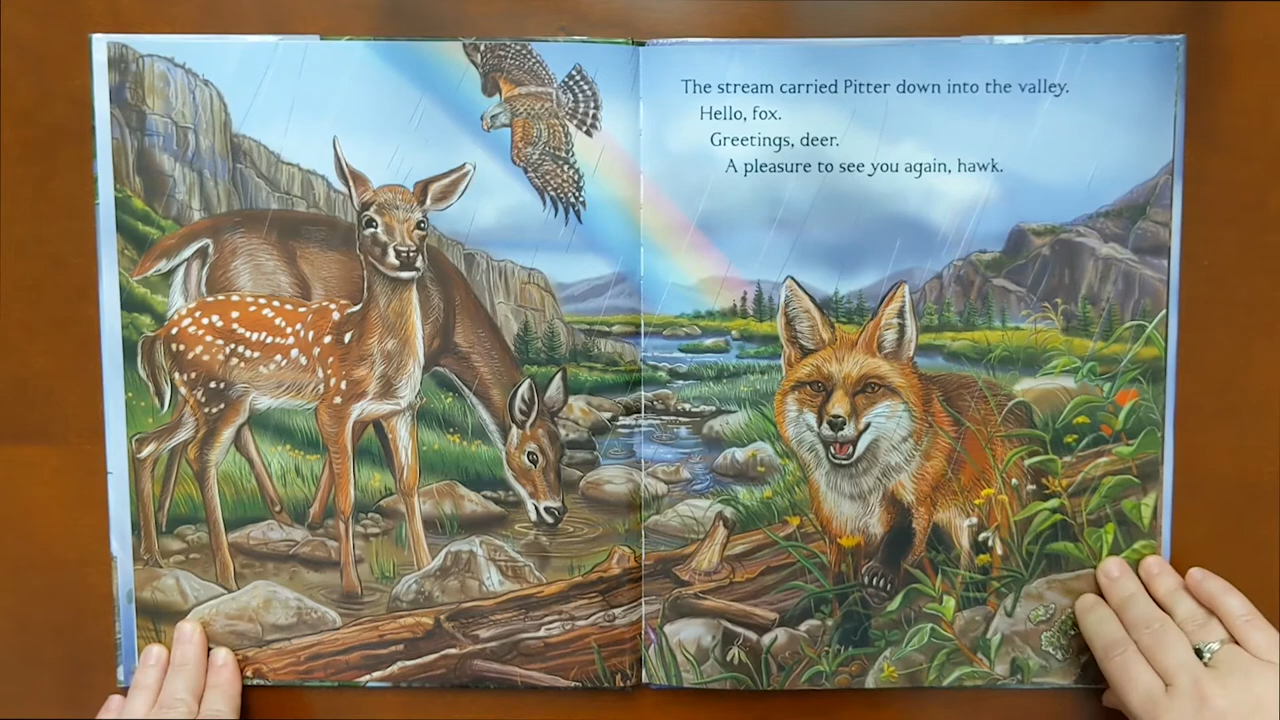 The stream carried Pitter down into the valley.
Hello, fox.
Greetings, deer.
A pleasure to see you again, hawk.